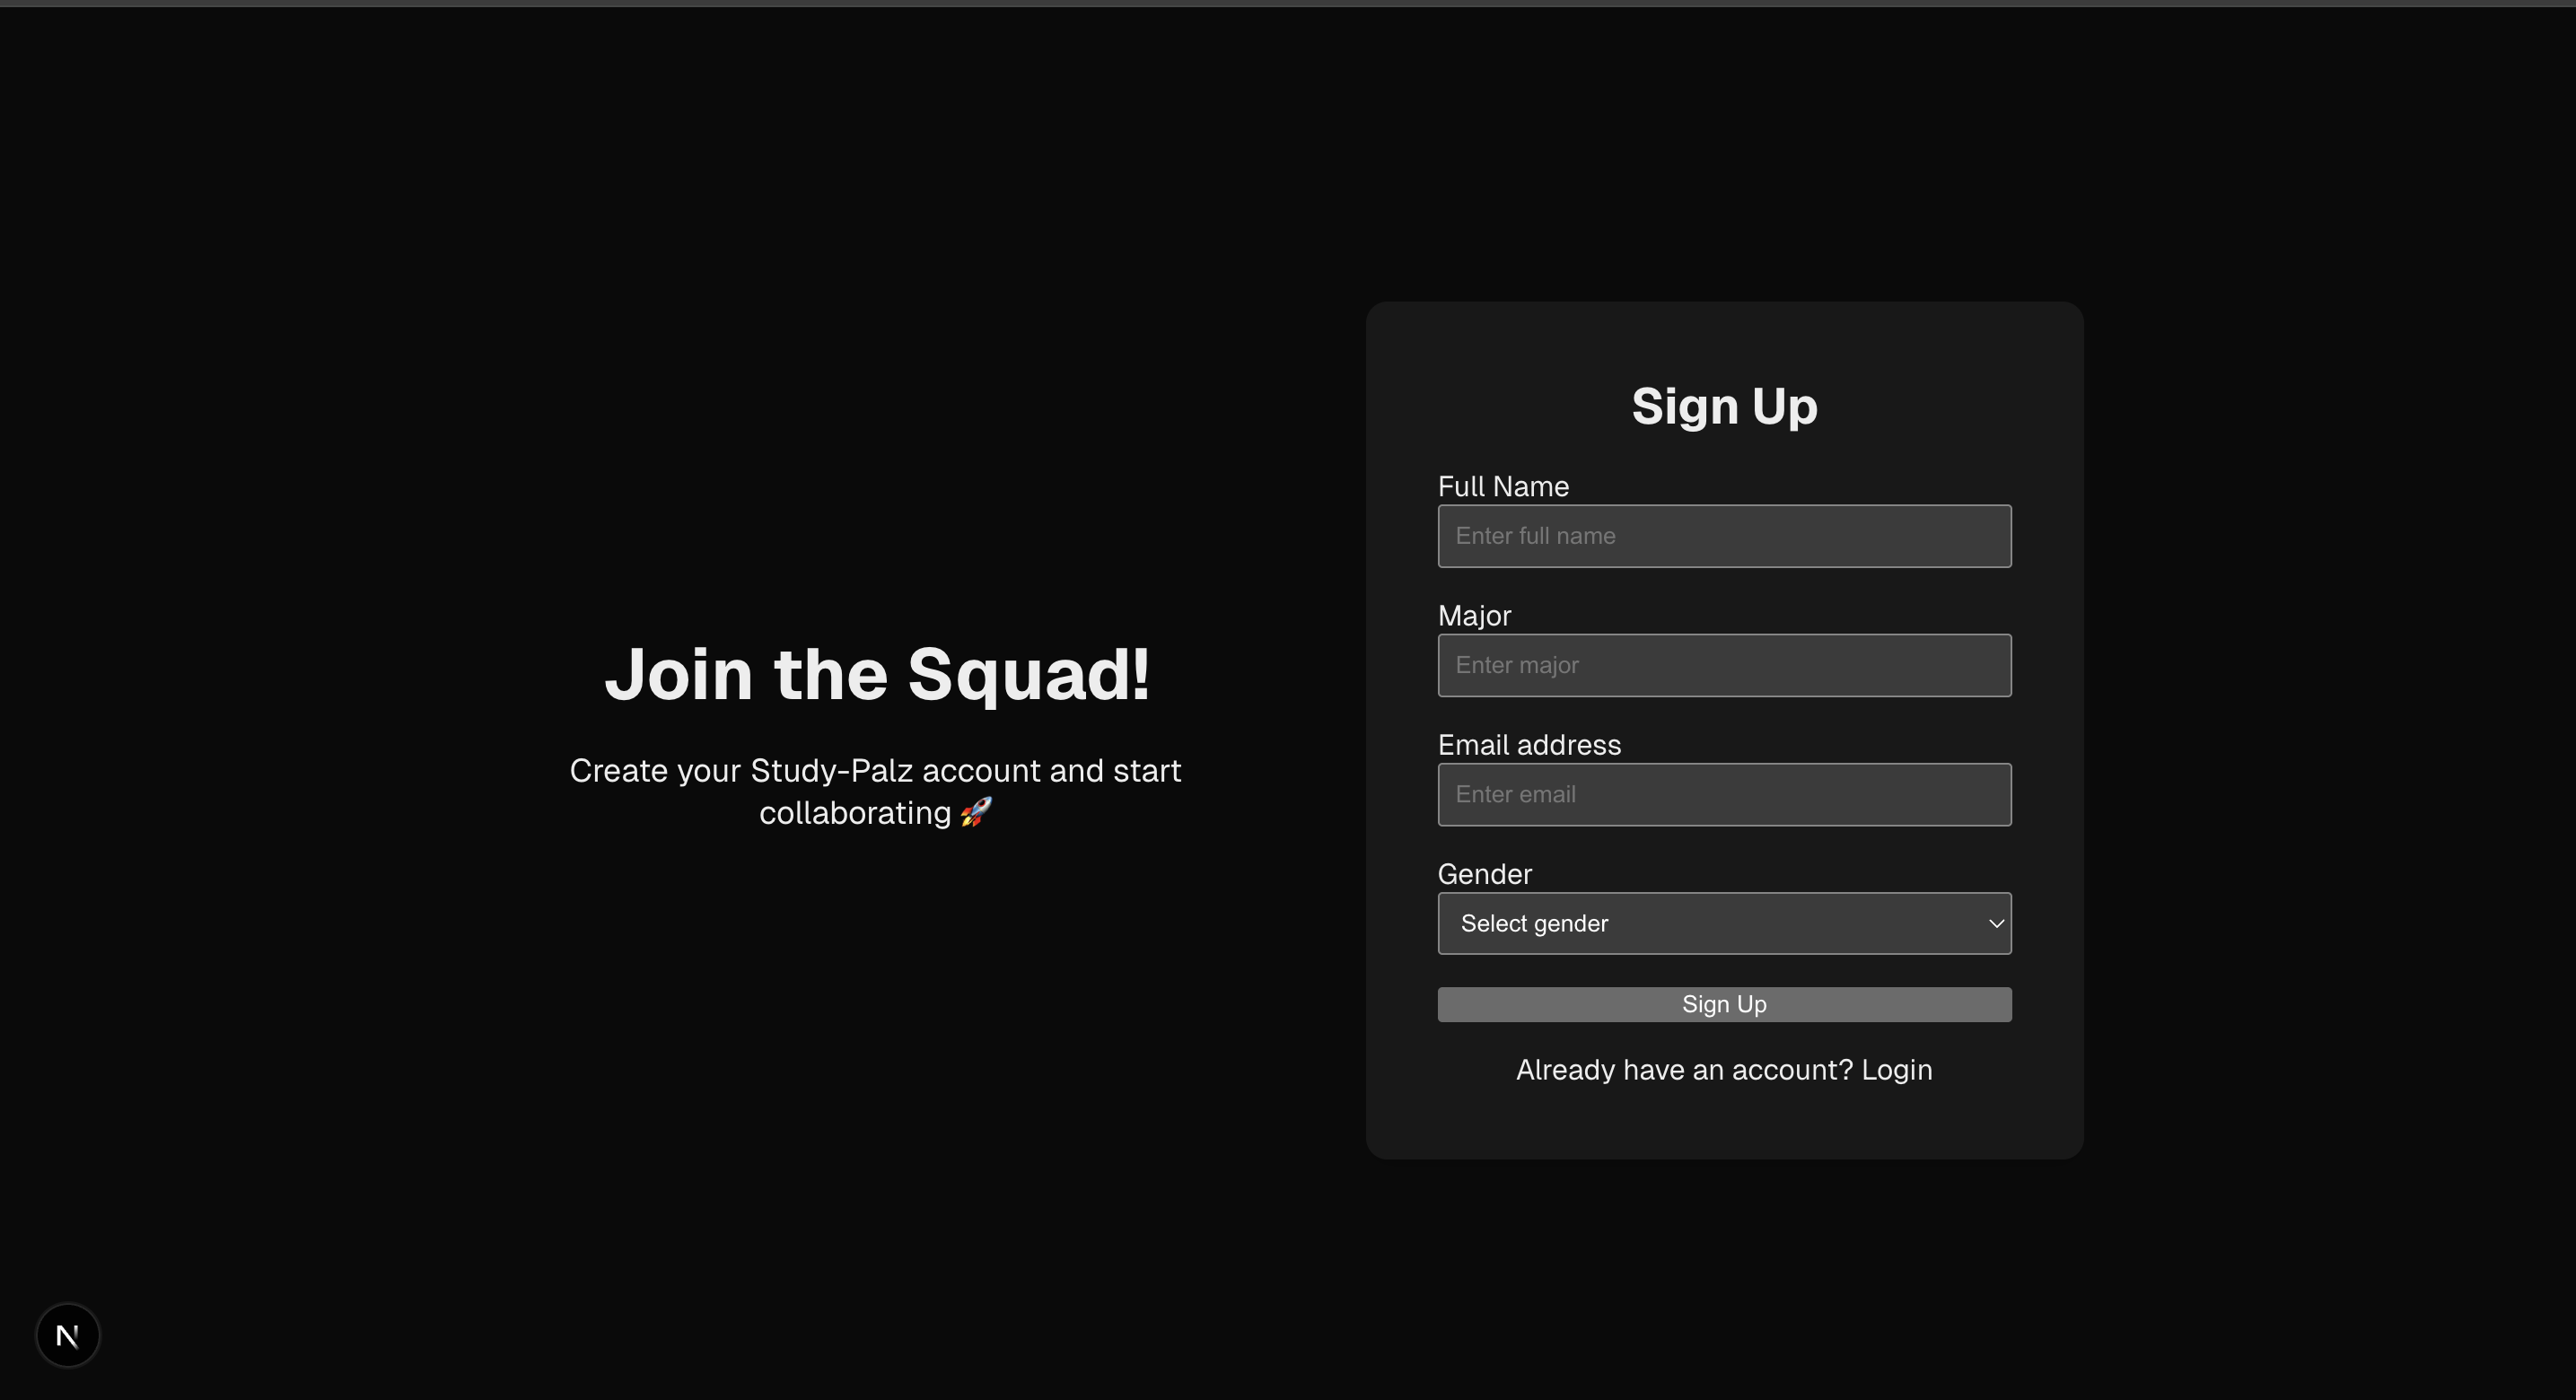 Join the Squad!
Create your Study-Palz account and start
collaborating 🚀
Sign Up
Full Name
Enter full name
Major
Enter major
Email address
Enter email
Gender
Select gender
Sign Up
Already have an account? Login
N